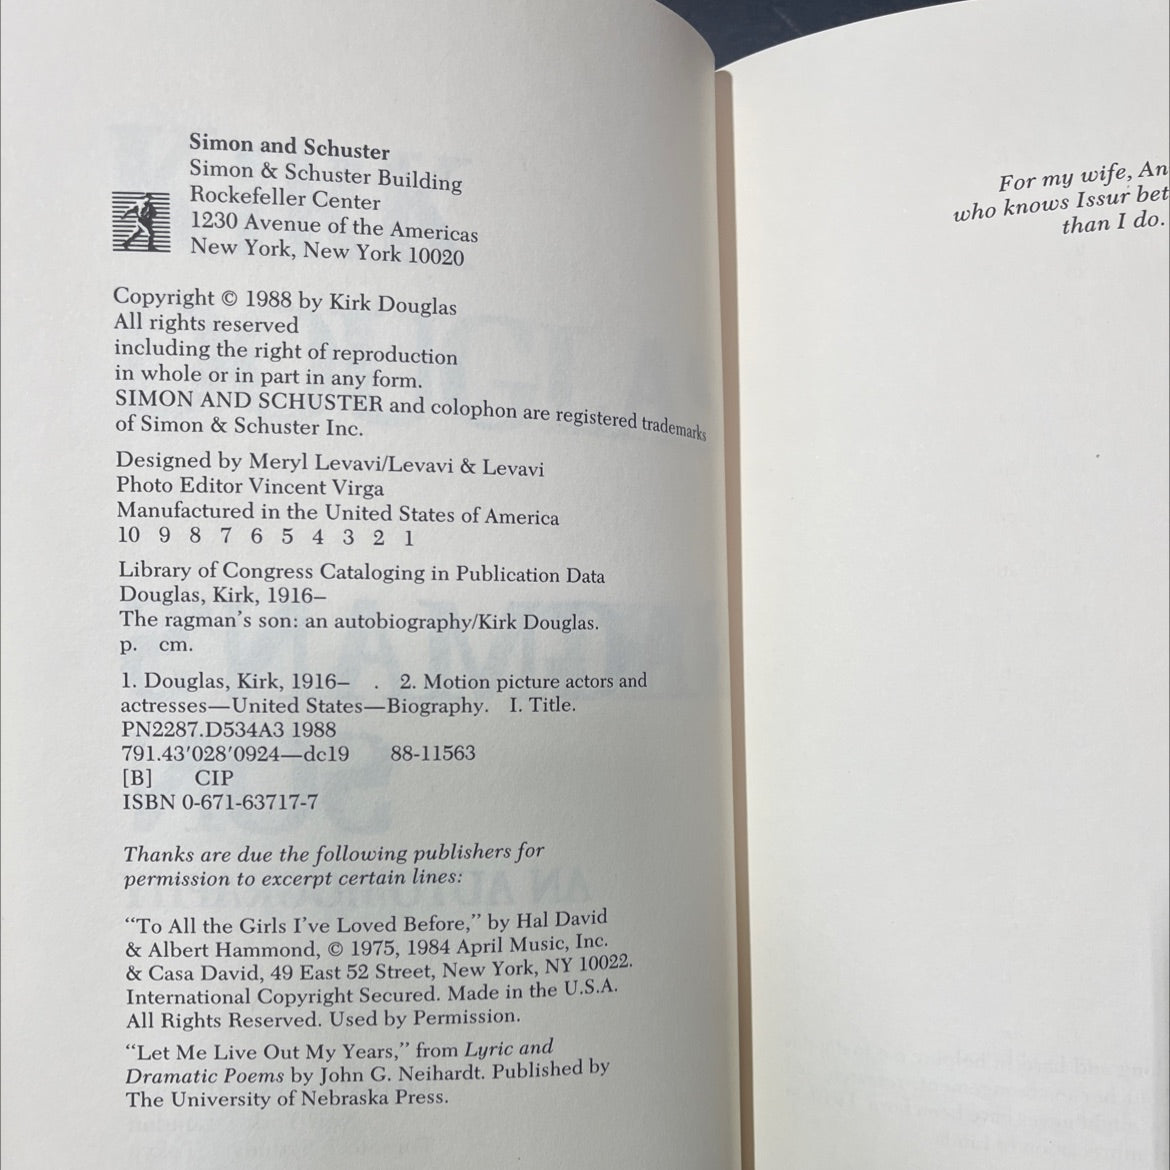 Simon and Schuster
Simon & Schuster Building
Rockefeller Center
1230 Avenue of the Americas
New York, New York 10020
Copyright © 1988 by Kirk Douglas
All rights reserved
including the right of reproduction
in whole or in part in any form.
SIMON AND SCHUSTER and colophon are registered trademarks
of Simon & Schuster Inc.
Designed by Meryl Levavi/Levavi & Levavi
Photo Editor Vincent Virga
Manufactured in the United States of America
10 9 8 7 6 5 4 3 2 1
Library of Congress Cataloging in Publication Data
Douglas, Kirk, 1916–
The ragman's son: an autobiography/Kirk Douglas.
p. cm.
1. Douglas, Kirk, 1916– . 2. Motion picture actors and
actresses—United States—Biography. I. Title.
PN2287.D534A3 1988
791.43′028′0924—dc19 88-11563
[B] CIP
ISBN 0-671-63717-7
Thanks are due the following publishers for
permission to excerpt certain lines:
“To All the Girls I've Loved Before,” by Hal David
& Albert Hammond, © 1975, 1984 April Music, Inc.
& Casa David, 49 East 52 Street, New York, NY 10022.
International Copyright Secured. Made in the U.S.A.
All Rights Reserved. Used by Permission.
“Let Me Live Out My Years,” from Lyric and
Dramatic Poems by John G. Neihardt. Published by
The University of Nebraska Press.
For my wife, An
who knows Issur bet
than I do.